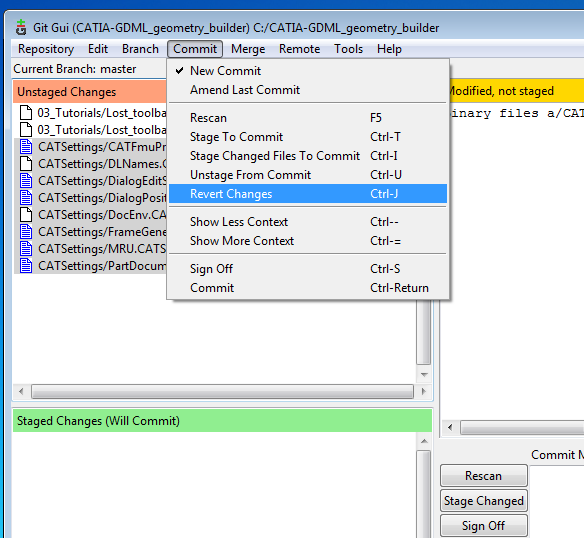 Git Gui (CATIA-GDML_geometry_builder) C:/CATIA-GDML_geometry_builder
Repository Edit Branch Commit Merge Remote Tools Help
Current Branch: master
Unstaged Changes
03_Tutorials/Lost_toolba
03_Tutorials/Lost_toolba
CATSettings/CATFmuPr
CATSettings/DLNames.C
CATSettings/DialogEditS
CATSettings/DialogPosit
CATSettings/DocEnv.CA
CATSettings/FrameGene
CATSettings/MRU.CATS
CATSettings/PartDocum
New Commit
Amend Last Commit
Rescan F5
Stage To Commit Ctrl-T
Stage Changed Files To Commit Ctrl-I
Unstage From Commit Ctrl-U
Revert Changes Ctrl-J
Show Less Context Ctrl--
Show More Context Ctrl-=
Sign Off Ctrl-S
Commit Ctrl-Return
Modified, not staged
inary files a/CAT
Staged Changes (Will Commit)
Commit M
Rescan
Stage Changed
Sign Off